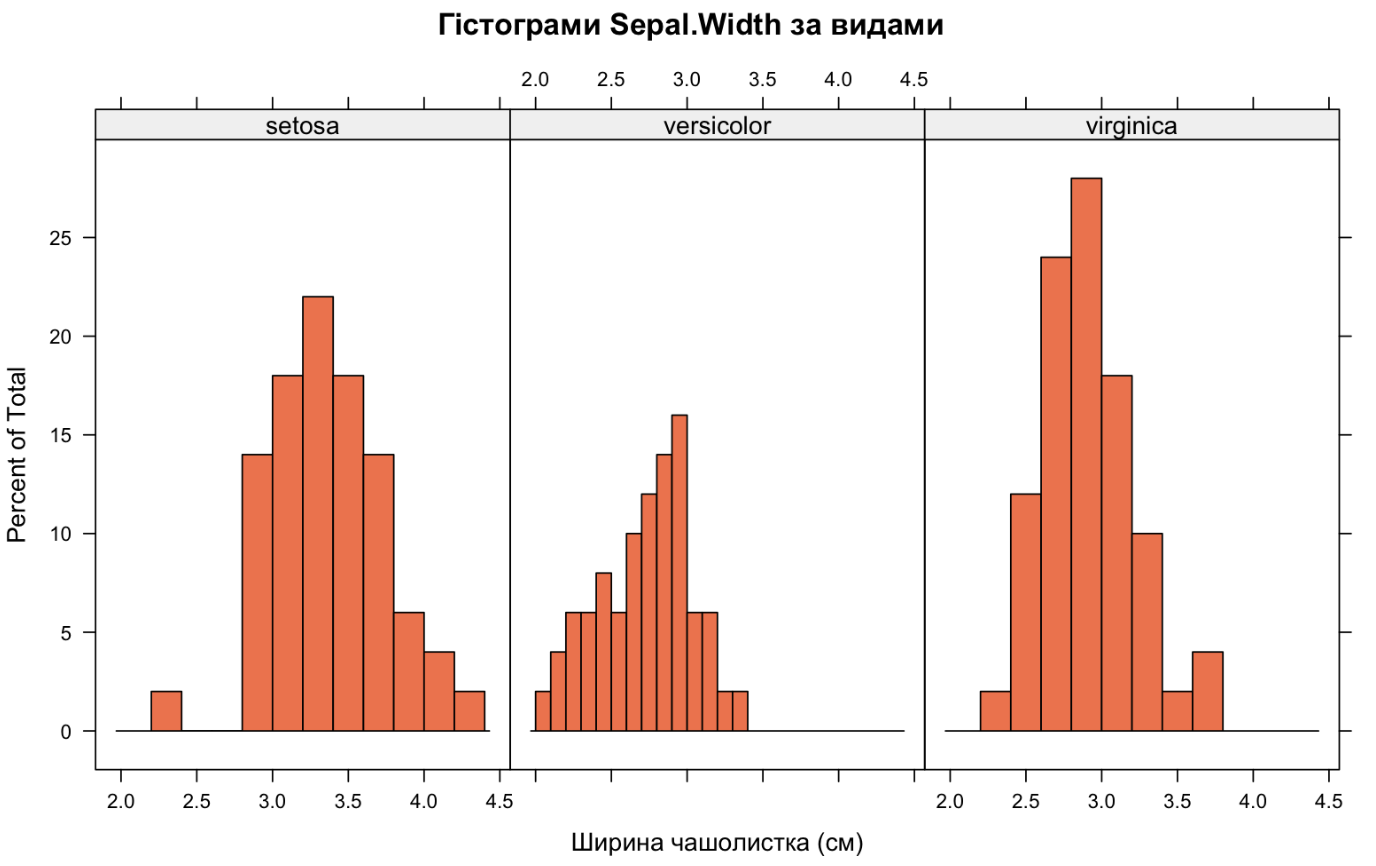 Гістограми Sepal.Width за видами
2.0 2.5 3.0 3.5 4.0 4.5
setosa versicolor virginica
25
20
15
10
5
0
Percent of Total
2.0 2.5 3.0 3.5 4.0 4.5 2.0 2.5 3.0 3.5 4.0 4.5
Ширина чашолистка (см)